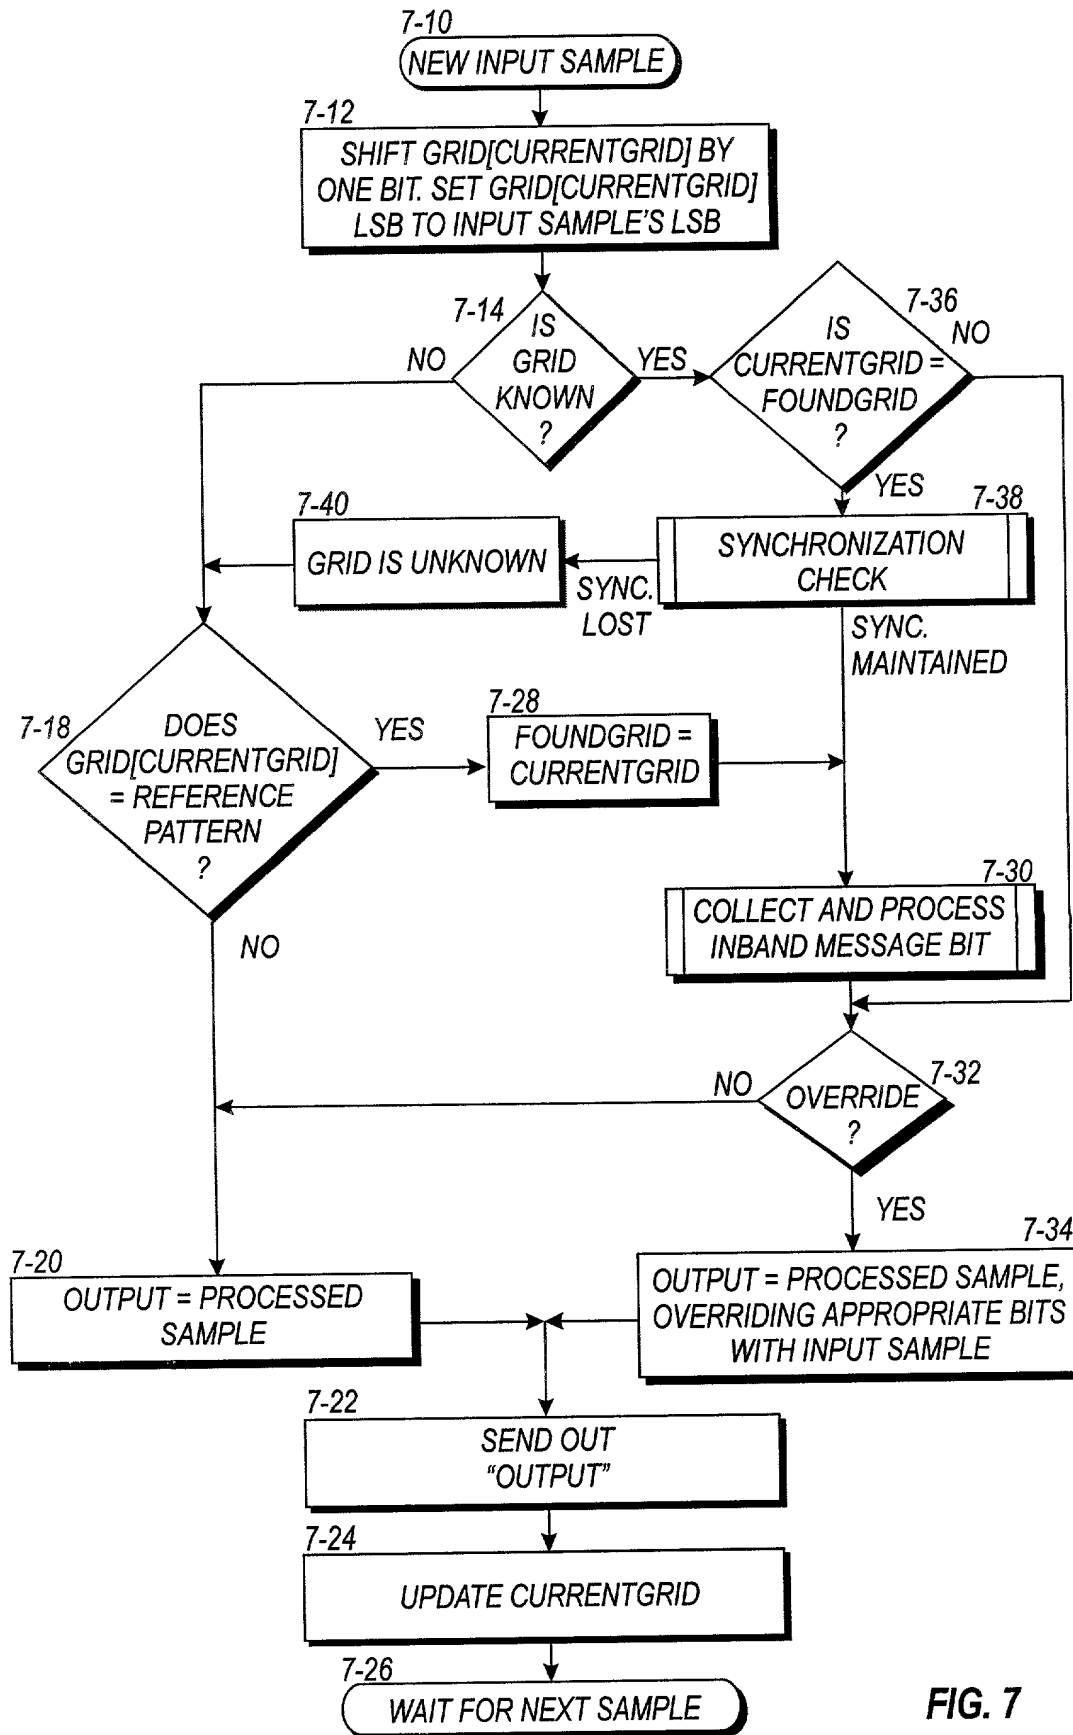 7-10
NEW INPUT SAMPLE
7-12
SHIFT GRID[CURRENTGRID] BY
ONE BIT. SET GRID[CURRENTGRID]
LSB TO INPUT SAMPLE'S LSB
7-14
IS
GRID
KNOWN
?
NO
YES
7-36
IS
CURRENTGRID =
FOUNDGRID
?
NO
YES
7-40
GRID IS UNKNOWN
7-38
SYNCHRONIZATION
CHECK
SYNC.
LOST
SYNC.
MAINTAINED
7-18
DOES
GRID[CURRENTGRID]
= REFERENCE
PATTERN
?
YES
NO
7-28
FOUNDGRID =
CURRENTGRID
7-30
COLLECT AND PROCESS
INBAND MESSAGE BIT
7-32
OVERRIDE
?
NO
YES
7-20
OUTPUT = PROCESSED
SAMPLE
7-34
OUTPUT = PROCESSED SAMPLE,
OVERRIDING APPROPRIATE BITS
WITH INPUT SAMPLE
7-22
SEND OUT
“OUTPUT”
7-24
UPDATE CURRENTGRID
7-26
WAIT FOR NEXT SAMPLE
FIG. 7